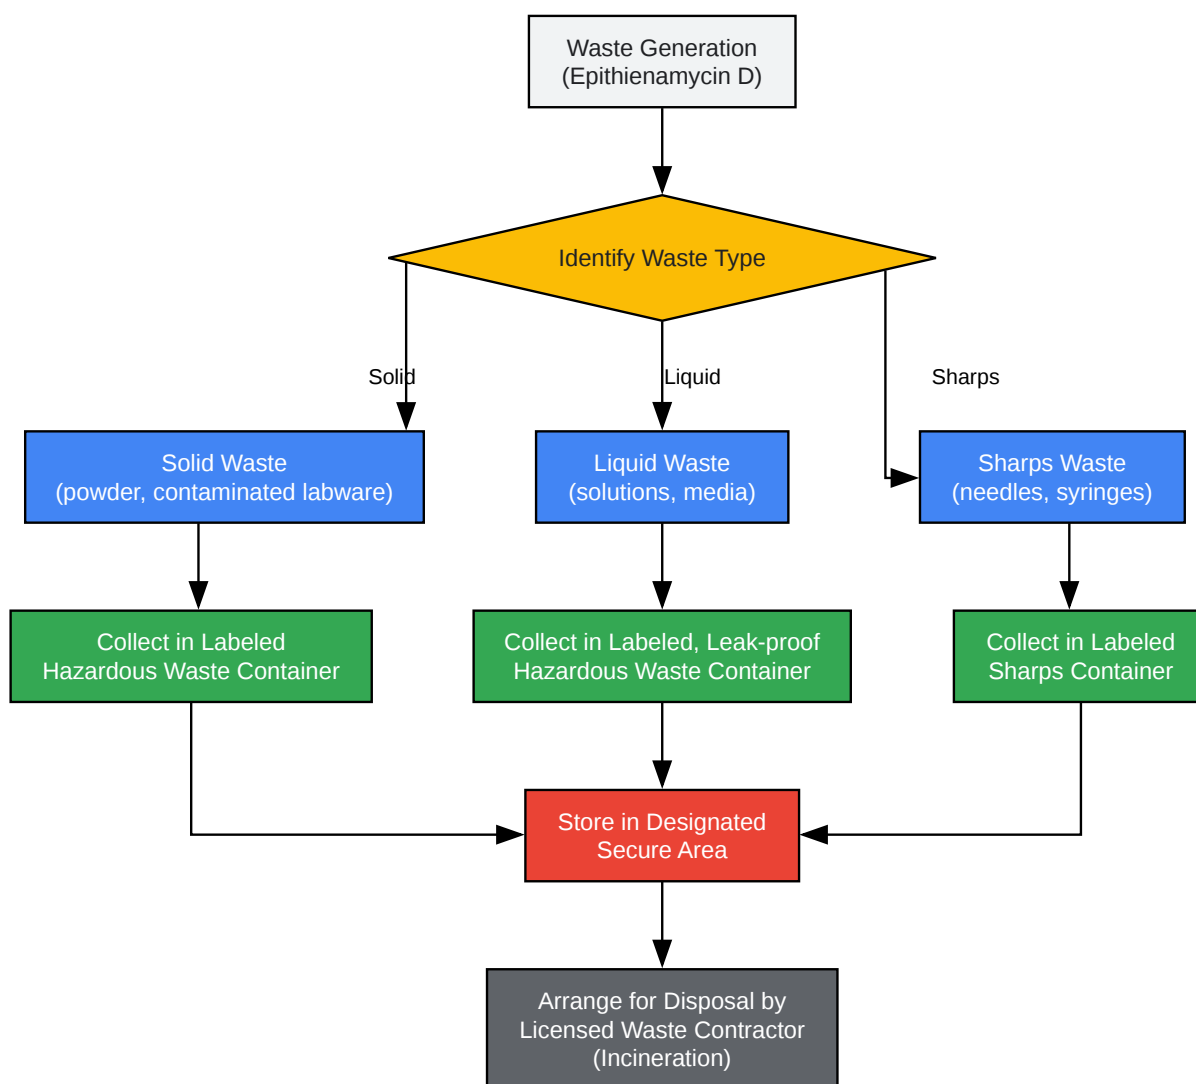 Waste Generation
(Epithienamycin D)
Identify Waste Type
Solid
Liquid
Sharps
Solid Waste
(powder, contaminated labware)
Liquid Waste
(solutions, media)
Sharps Waste
(needles, syringes)
Collect in Labeled
Hazardous Waste Container
Collect in Labeled, Leak-proof
Hazardous Waste Container
Collect in Labeled
Sharps Container
Store in Designated
Secure Area
Arrange for Disposal by
Licensed Waste Contractor
(Incineration)